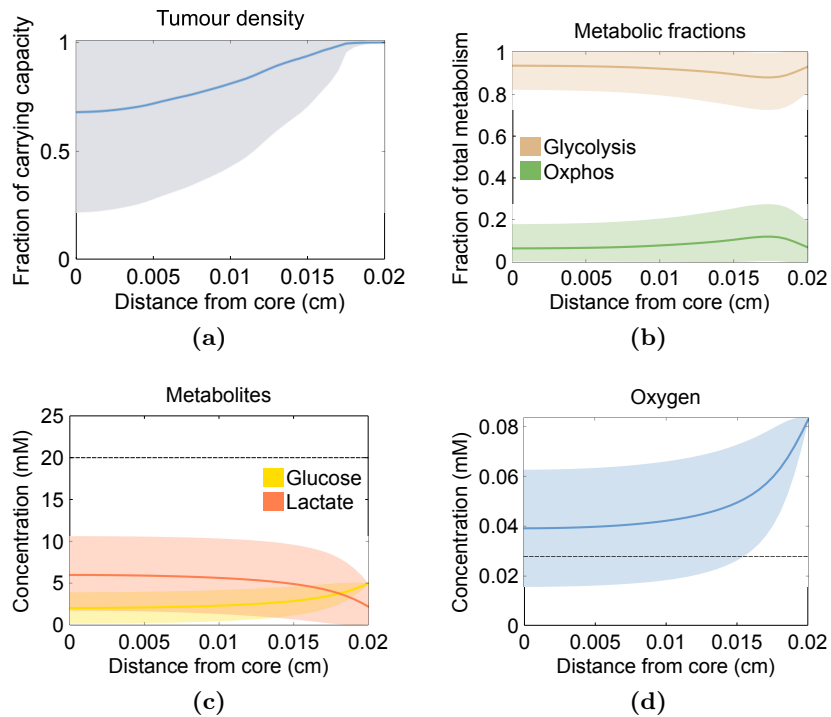 Tumour density
Fraction of carrying capacity
1
0.5
0
0
0.005
0.01
0.015
0.02
Distance from core (cm)
(a)
Metabolic fractions
Fraction of total metabolism
1
0.8
0.6
0.4
0.2
0
Glycolysis
Oxphos
0
0.005
0.01
0.015
0.02
Distance from core (cm)
(b)
Metabolites
Concentration (mM)
25
20
15
10
5
0
Glucose
Lactate
0
0.005
0.01
0.015
0.02
Distance from core (cm)
(c)
Oxygen
Concentration (mM)
0.08
0.06
0.04
0.02
0
0
0.005
0.01
0.015
0.02
Distance from core (cm)
(d)